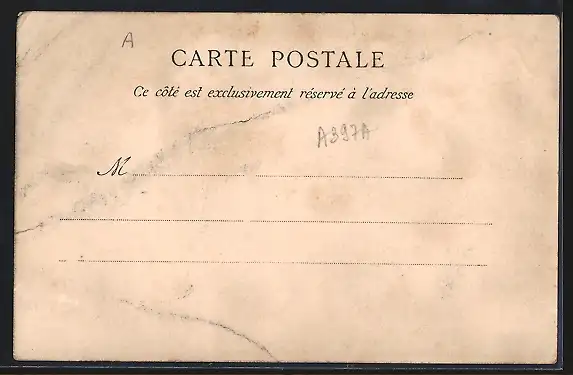 A
CARTE POSTALE
Ce côté est exclusivement réservé à l'adresse
A397A
M